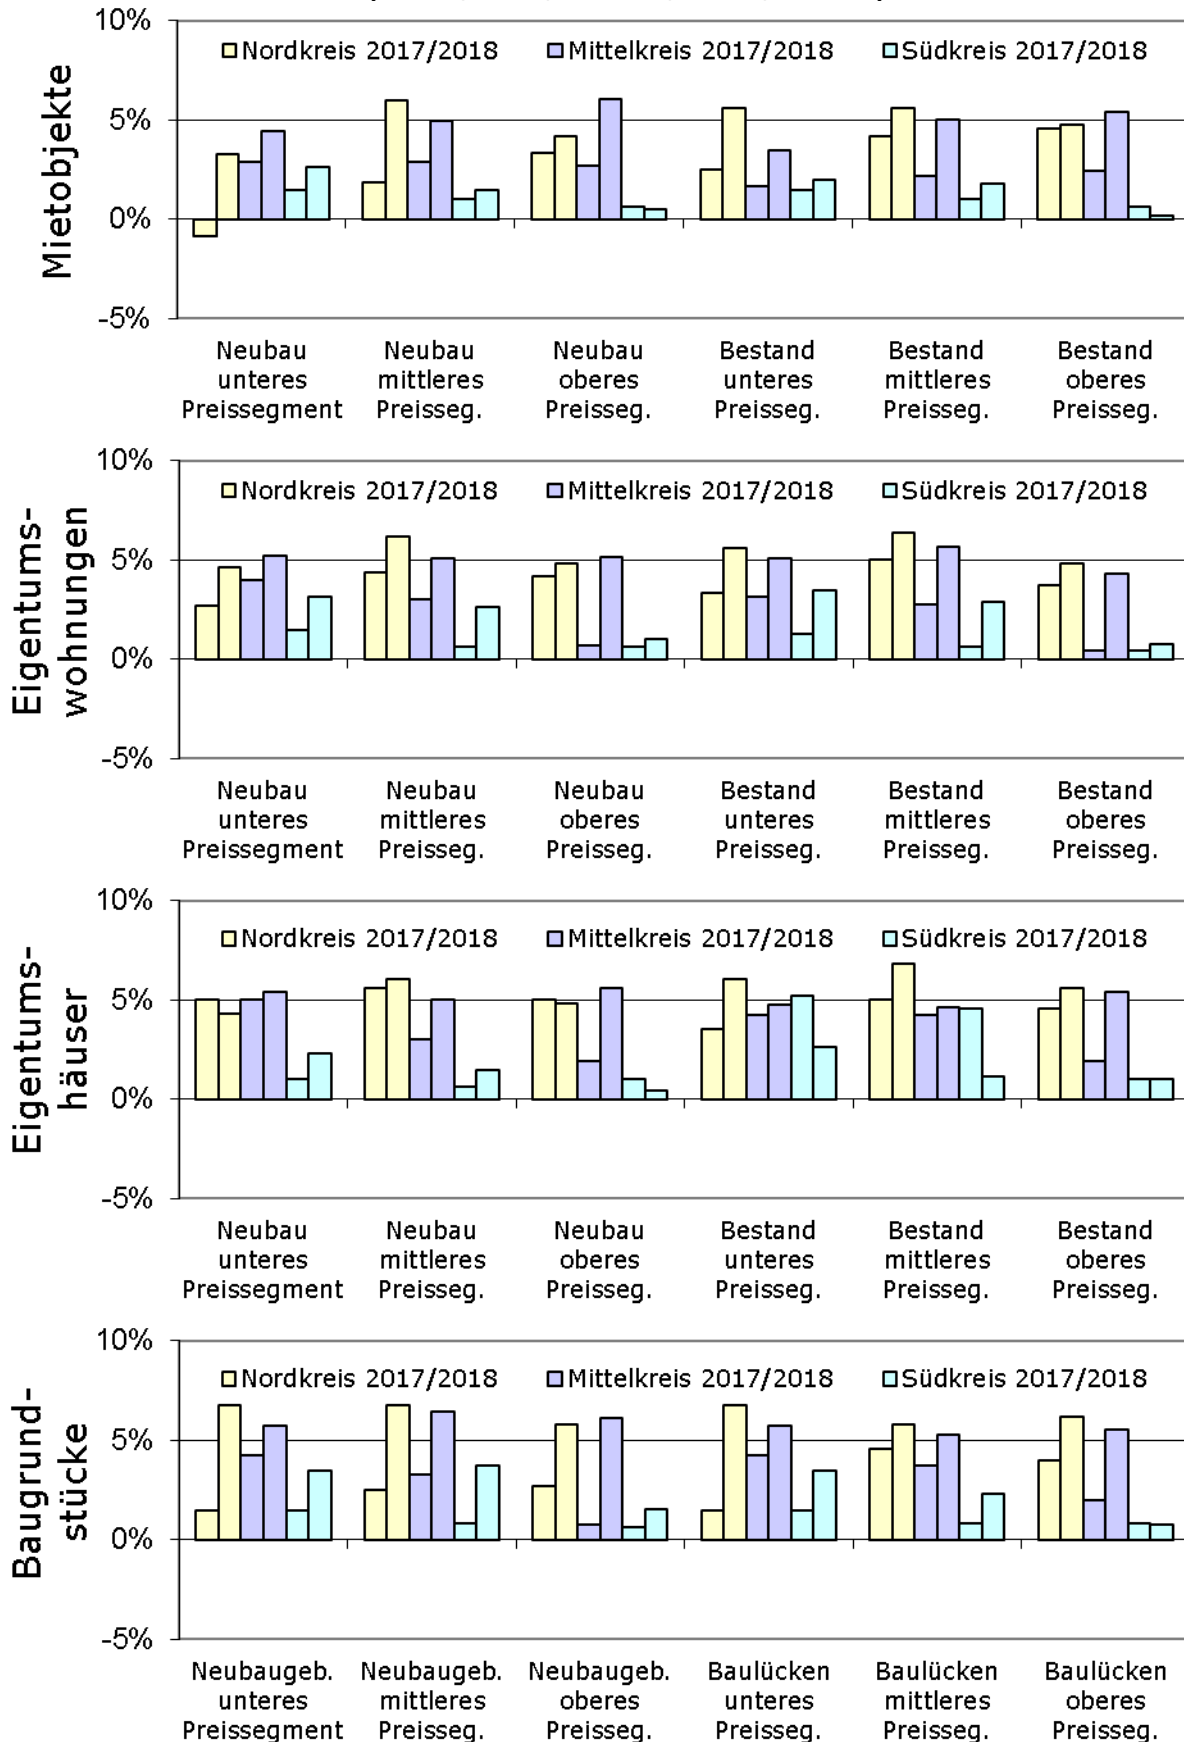 10%
Nordkreis 2017/2018 Mittelkreis 2017/2018 Südkreis 2017/2018
5%
0%
-5%
Mietobjekte
Neubau unteres Preissegment
Neubau mittleres Preisseg.
Neubau oberes Preisseg.
Bestand unteres Preisseg.
Bestand mittleres Preisseg.
Bestand oberes Preisseg.
10%
Nordkreis 2017/2018 Mittelkreis 2017/2018 Südkreis 2017/2018
5%
0%
-5%
Eigentums-
wohnungen
Neubau unteres Preissegment
Neubau mittleres Preisseg.
Neubau oberes Preisseg.
Bestand unteres Preisseg.
Bestand mittleres Preisseg.
Bestand oberes Preisseg.
10%
Nordkreis 2017/2018 Mittelkreis 2017/2018 Südkreis 2017/2018
5%
0%
-5%
Eigentums-
häuser
Neubau unteres Preissegment
Neubau mittleres Preisseg.
Neubau oberes Preisseg.
Bestand unteres Preisseg.
Bestand mittleres Preisseg.
Bestand oberes Preisseg.
10%
Nordkreis 2017/2018 Mittelkreis 2017/2018 Südkreis 2017/2018
5%
0%
-5%
Baugrund-
stücke
Neubaugeb. unteres Preissegment
Neubaugeb. mittleres Preisseg.
Neubaugeb. oberes Preisseg.
Baulücken unteres Preisseg.
Baulücken mittleres Preisseg.
Baulücken oberes Preisseg.